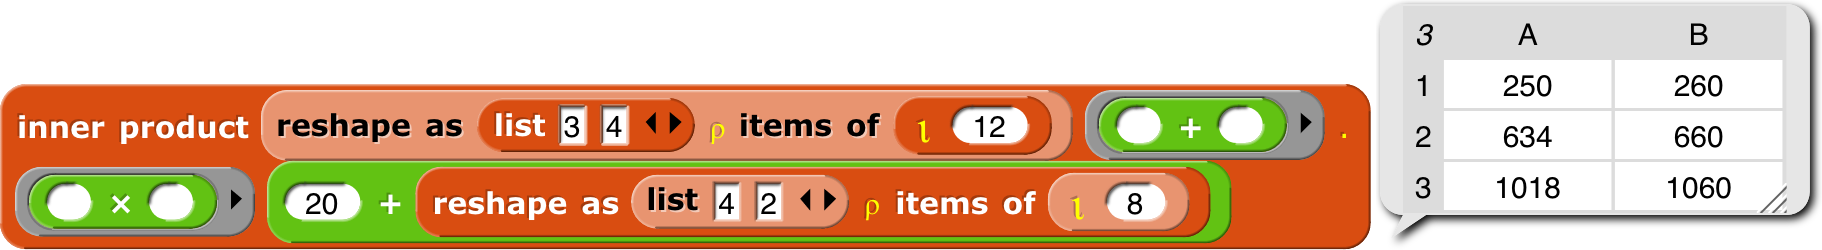 inner product reshape as list 3 4 ρ items of ι 12 + .
× 20 + reshape as list 4 2 ρ items of ι 8
3 A B
1 250 260
2 634 660
3 1018 1060